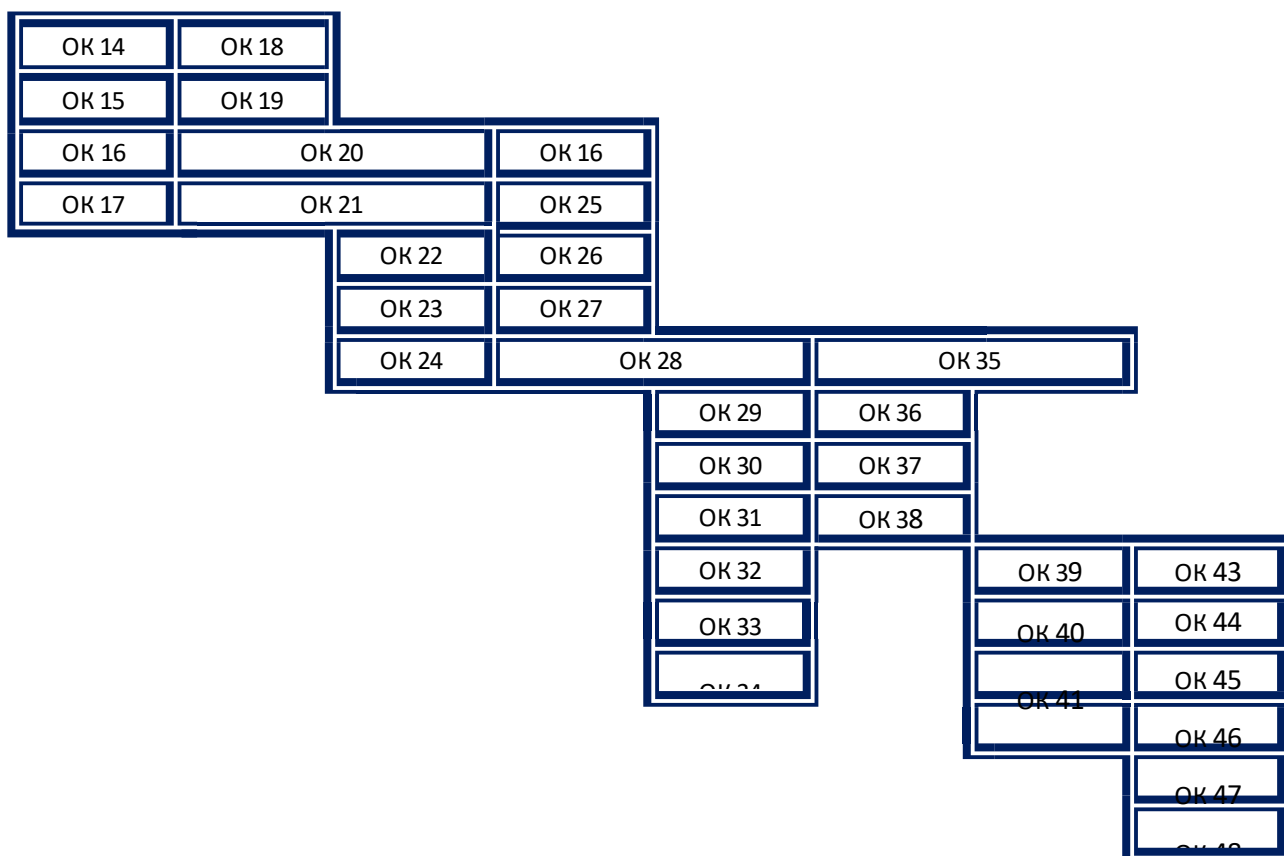 ОК 14 ОК 18
ОК 15 ОК 19
ОК 16 ОК 20 ОК 16
ОК 17 ОК 21 ОК 25
ОК 22 ОК 26
ОК 23 ОК 27
ОК 24 ОК 28 ОК 35
ОК 29 ОК 36
ОК 30 ОК 37
ОК 31 ОК 38
ОК 32 ОК 39 ОК 43
ОК 33 ОК 40 ОК 44
ОК 41 ОК 45
ОК 46
ОК 47